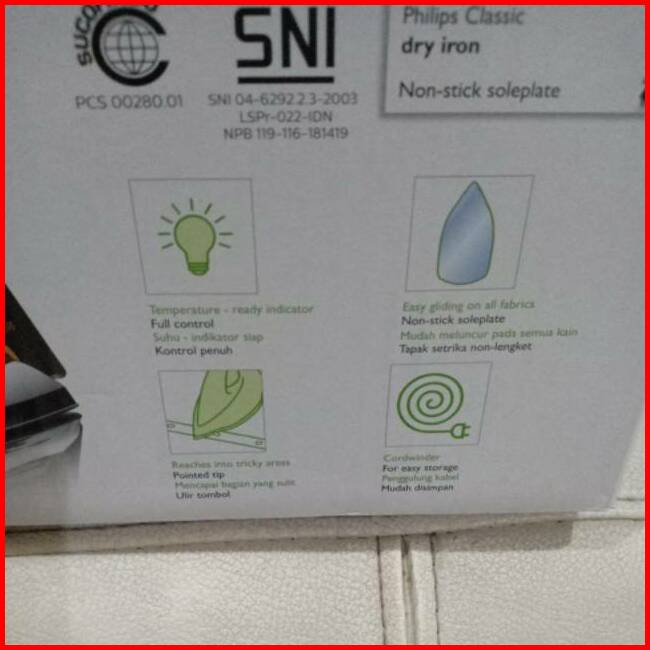 SUCO
PCS 00280.01
SNI
SNI 04-6292.2.3-2003
LSPr-022-IDN
NPB 119-116-181419
Philips Classic
dry iron
Non-stick soleplate
Temperature - ready indicator
Full control
Suhu - indikator siap
Kontrol penuh
Easy gliding on all fabrics
Non-stick soleplate
Mudah meluncur pada semua kain
Tapak setrika non-lengket
Reaches into tricky areas
Pointed tip
Mencapai bagian yang sulit
Ulir tombol
Cordwinder
For easy storage
Penggulung kabel
Mudah disimpan